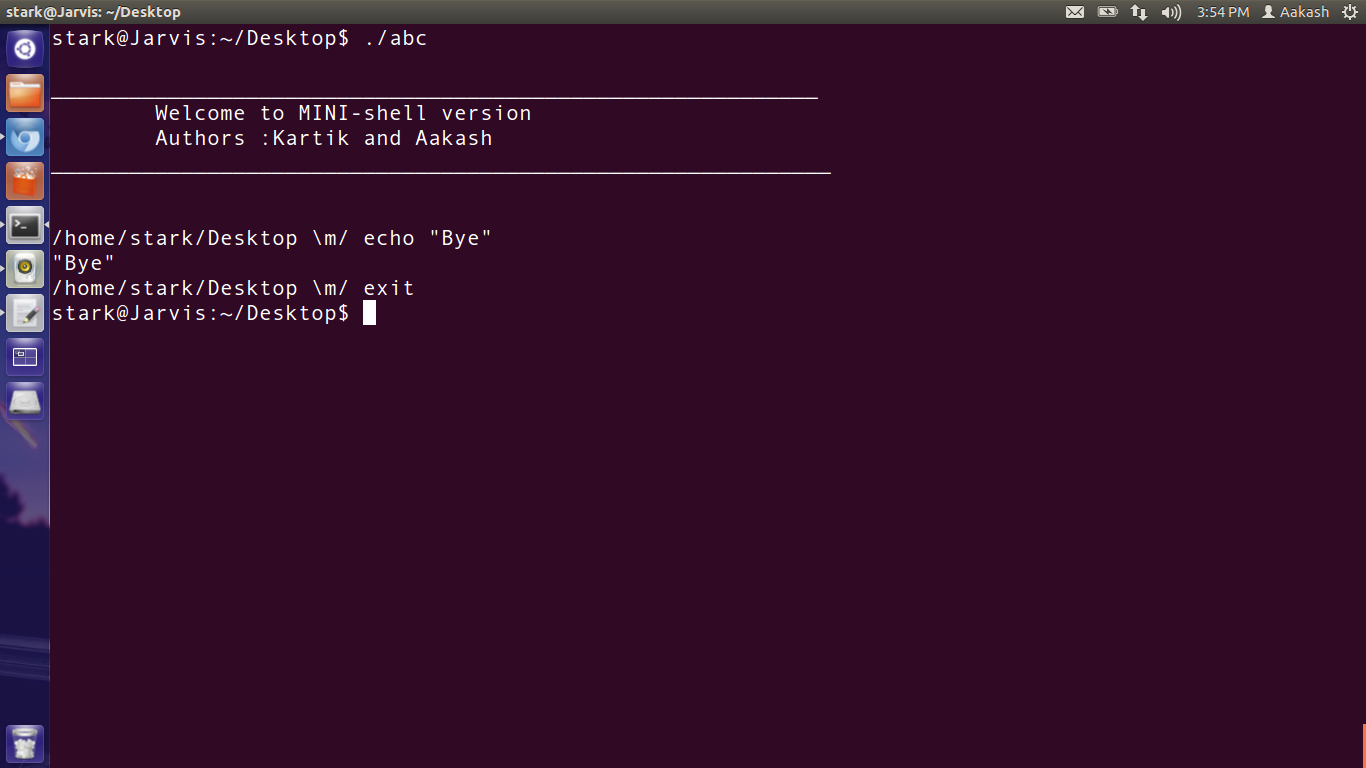 stark@Jarvis: ~/Desktop
3:54 PM
Aakash
stark@Jarvis:~/Desktop$ ./abc
Welcome to MINI-shell version
Authors :Kartik and Aakash
/home/stark/Desktop \m/ echo "Bye"
"Bye"
/home/stark/Desktop \m/ exit
stark@Jarvis:~/Desktop$